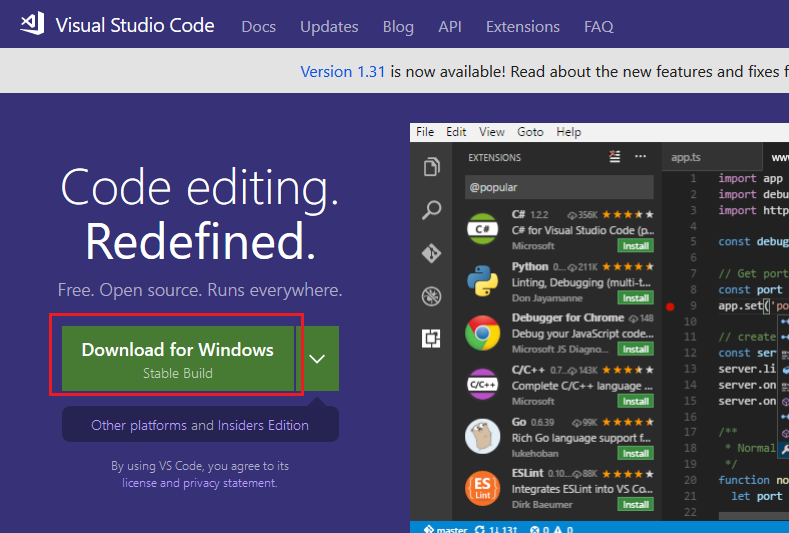 Visual Studio Code Docs Updates Blog API Extensions FAQ
Version 1.31 is now available! Read about the new features and fixes f
Code editing.
Redefined.
Free. Open source. Runs everywhere.
Download for Windows
Stable Build
Other platforms and Insiders Edition
By using VS Code, you agree to its
license and privacy statement.
File Edit View Goto Help
EXTENSIONS ...
@popular
C# 1.2.2 356K
C# for Visual Studio Code (p...
Microsoft Install
Python 0... 211K
Linting, Debugging (multi-t...
Don Jayamanne Install
Debugger for Chrome 148
Debug your JavaScript code...
Microsoft JS Diagno... Install
C/C++ 0.7... 143K
Complete C/C++ language ...
Microsoft Install
Go 0.6.39 99K
Rich Go language support f...
lukehoban Install
ESLint 0.10... 88K
Integrates ESLint into VS Co...
Dirk Baeumer Install
app.ts ww
1 import app
2 import debu
3 import http
4
5 const debug
6
7 // Get port
8 const port
9 app.set('po
10
11 // create
12 const ser
13 server.li
14 server.on
15 server.on
16
17 /**
18 * Normal
19 */
20 function no
21 let port
22
master 1↓ 13↑ 0 0